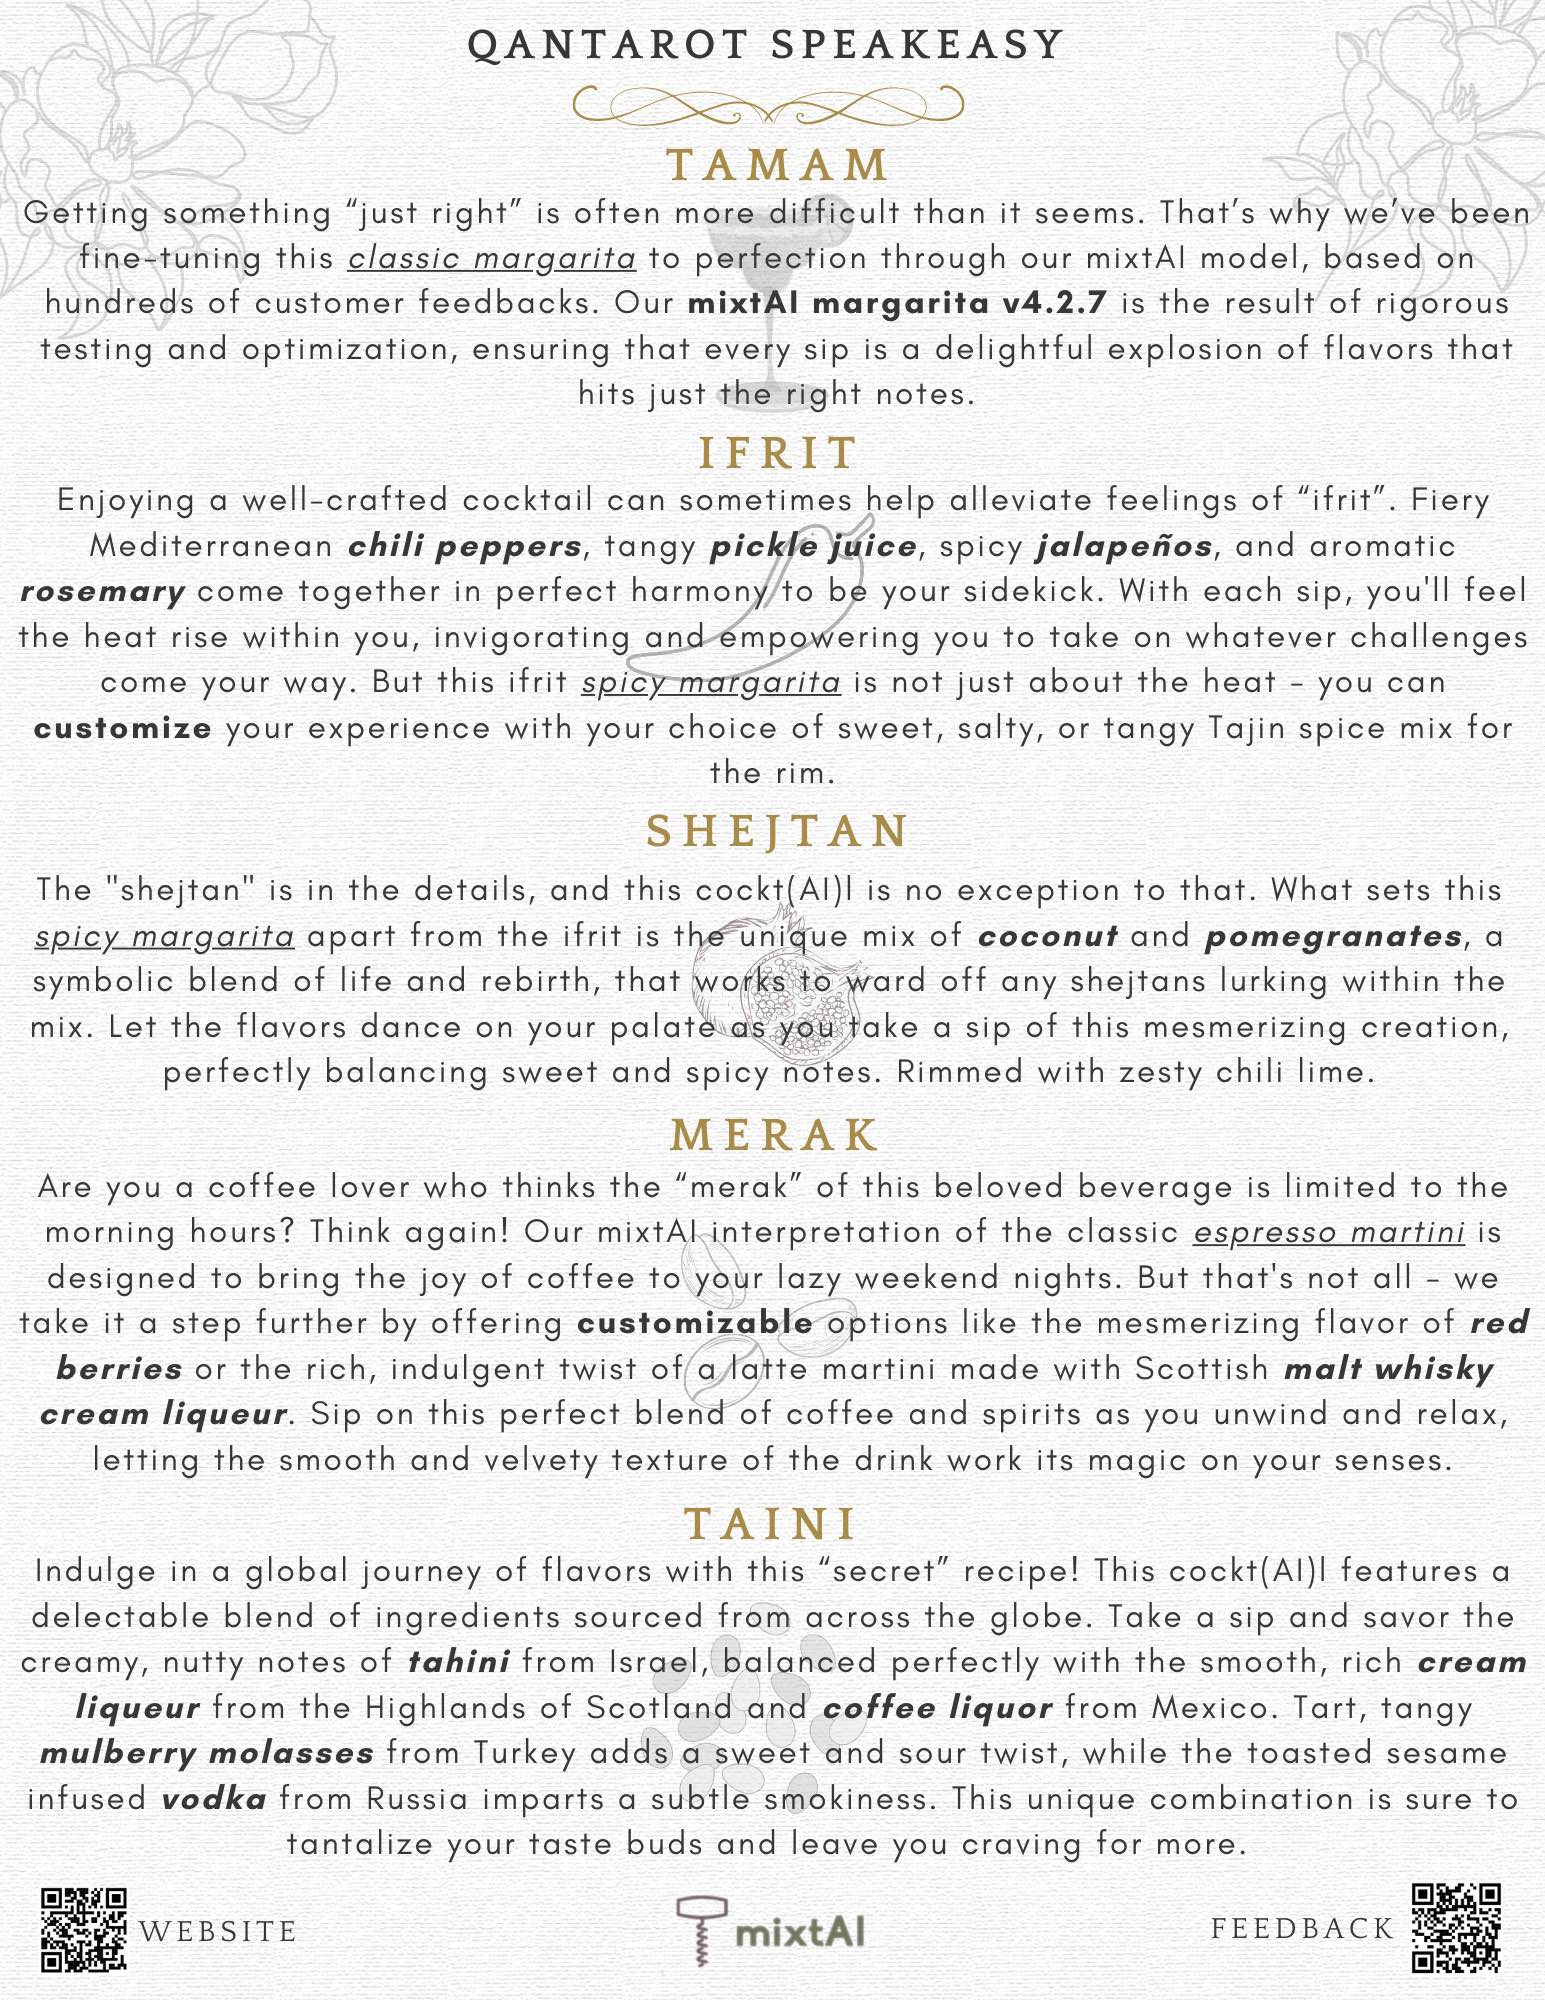 QANTAROT SPEAKEASY
TAMAM
Getting something “just right” is often more difficult than it seems. That’s why we’ve been
fine-tuning this classic margarita to perfection through our mixtAI model, based on
hundreds of customer feedbacks. Our mixtAI margarita v4.2.7 is the result of rigorous
testing and optimization, ensuring that every sip is a delightful explosion of flavors that
hits just the right notes.
IFRIT
Enjoying a well-crafted cocktail can sometimes help alleviate feelings of “ifrit”. Fiery
Mediterranean chili peppers, tangy pickle juice, spicy jalapeños, and aromatic
rosemary come together in perfect harmony to be your sidekick. With each sip, you'll feel
the heat rise within you, invigorating and empowering you to take on whatever challenges
come your way. But this ifrit spicy margarita is not just about the heat - you can
customize your experience with your choice of sweet, salty, or tangy Tajin spice mix for
the rim.
SHEJTAN
The "shejtan" is in the details, and this cockt(AI)l is no exception to that. What sets this
spicy margarita apart from the ifrit is the unique mix of coconut and pomegranates, a
symbolic blend of life and rebirth, that works to ward off any shejtans lurking within the
mix. Let the flavors dance on your palate as you take a sip of this mesmerizing creation,
perfectly balancing sweet and spicy notes. Rimmed with zesty chili lime.
MERAK
Are you a coffee lover who thinks the “merak” of this beloved beverage is limited to the
morning hours? Think again! Our mixtAI interpretation of the classic espresso martini is
designed to bring the joy of coffee to your lazy weekend nights. But that's not all - we
take it a step further by offering customizable options like the mesmerizing flavor of red
berries or the rich, indulgent twist of a latte martini made with Scottish malt whisky
cream liqueur. Sip on this perfect blend of coffee and spirits as you unwind and relax,
letting the smooth and velvety texture of the drink work its magic on your senses.
TAINI
Indulge in a global journey of flavors with this “secret” recipe! This cockt(AI)l features a
delectable blend of ingredients sourced from across the globe. Take a sip and savor the
creamy, nutty notes of tahini from Israel, balanced perfectly with the smooth, rich cream
liqueur from the Highlands of Scotland and coffee liquor from Mexico. Tart, tangy
mulberry molasses from Turkey adds a sweet and sour twist, while the toasted sesame
infused vodka from Russia imparts a subtle smokiness. This unique combination is sure to
tantalize your taste buds and leave you craving for more.
WEBSITE
mixtAI
FEEDBACK